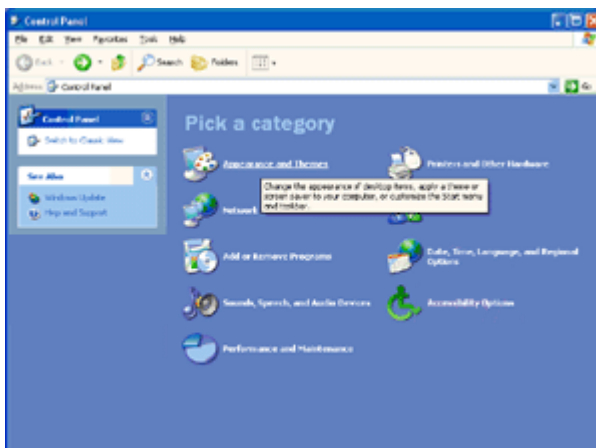 Control Panel
File Edit View Favorites Tools Help
Back Search Folders
Address Control Panel Go
Control Panel
Switch to Classic View
See Also
Windows Update
Help and Support
Pick a category
Appearance and Themes
Printers and Other Hardware
Change the appearance of desktop items, apply a theme or
screen saver to your computer, or customize the Start menu
and taskbar.
Network
Add or Remove Programs
Date, Time, Language, and Regional
Options
Sounds, Speech, and Audio Devices
Accessibility Options
Performance and Maintenance